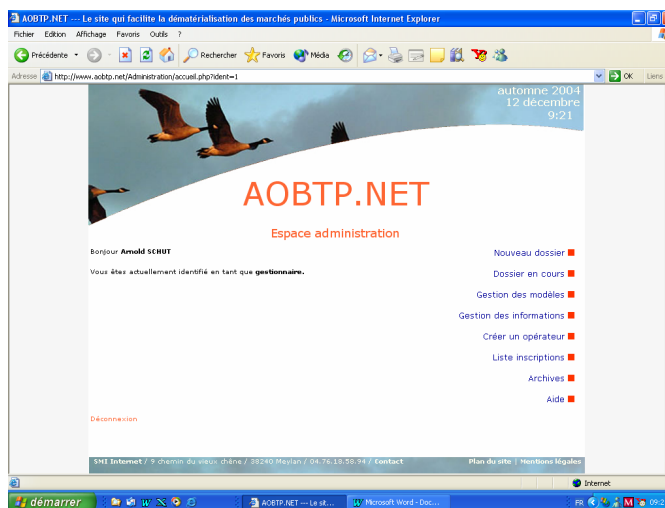 AOBTP.NET --- Le site qui facilite la dématérialisation des marchés publics - Microsoft Internet Explorer
Fichier Edition Affichage Favoris Outils ?
Précédente Rechercher Favoris Média
Adresse http://www.aobtp.net/Administration/accueil.php?ident=1 OK Liens
automne 2004
12 décembre
9:21
AOBTP.NET
Espace administration
Bonjour Arnold SCHUT
Vous êtes actuellement identifié en tant que gestionnaire.
Nouveau dossier
Dossier en cours
Gestion des modèles
Gestion des informations
Créer un opérateur
Liste inscriptions
Archives
Aide
Déconnexion
SMI Internet / 9 chemin du vieux chêne / 38240 Meylan / 04.76.18.58.94 / Contact Plan du site | Mentions légales
Internet
démarrer AOBTP.NET --- Le sit... Microsoft Word - Doc... FR